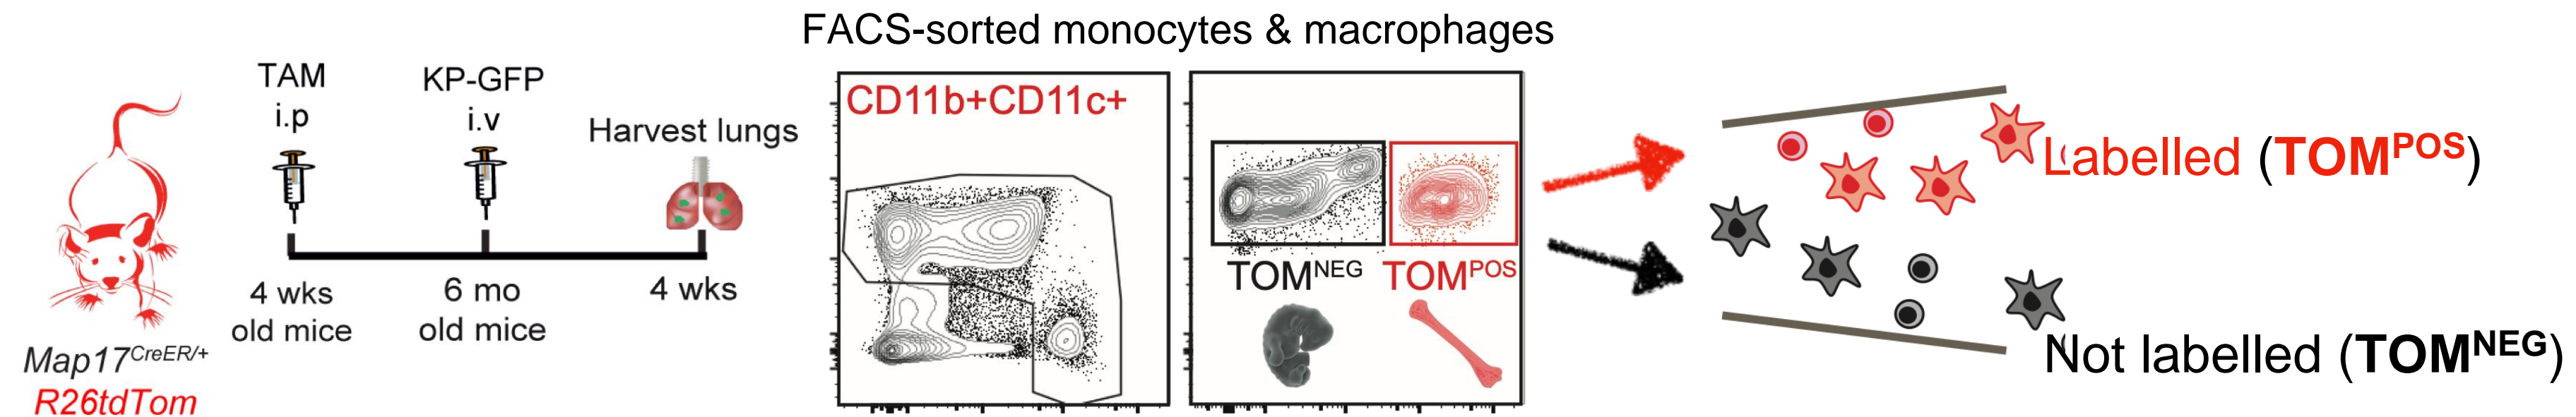 FACS-sorted monocytes & macrophages
TAM
i.p
KP-GFP
i.v
Harvest lungs
4 wks
old mice
6 mo
old mice
4 wks
Map17CreER/+
R26tdTom
CD11b+CD11c+
TOMNEG
TOMPOS
Labelled (TOMPOS)
Not labelled (TOMNEG)